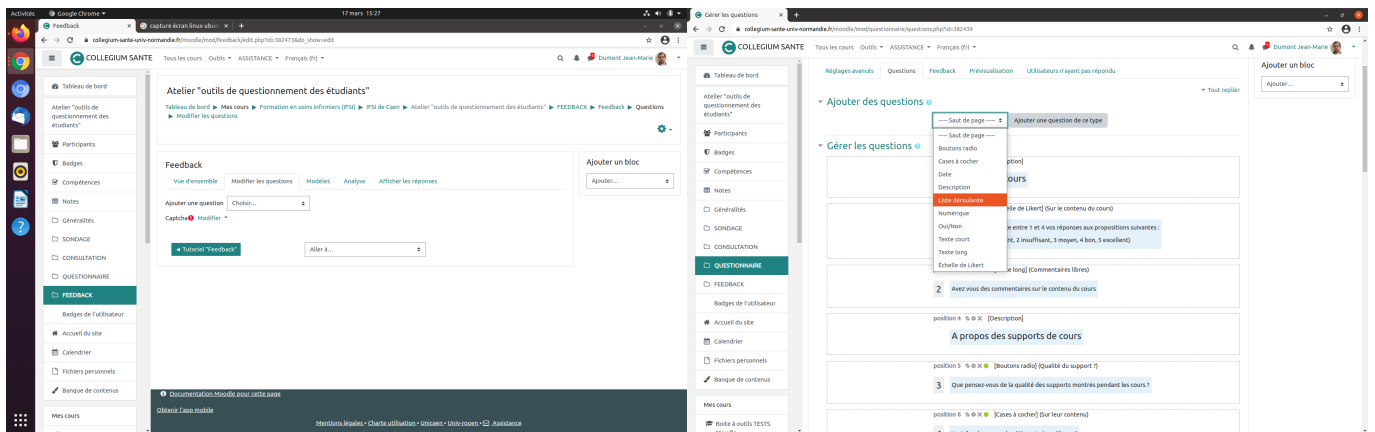 Activités
Google Chrome
17 mars 15:27
Feedback
capture écran linux ubun
collegium-sante-univ-normandie.fr/moodle/mod/feedback/edit.php?id=382473&do_show=edit
COLLEGIUM SANTE
Tous les cours Outils ASSISTANCE Français (fr)
Dumont Jean-Marie
Tableau de bord
Atelier "outils de
questionnement des
étudiants"
Participants
Badges
Compétences
Notes
Généralités
SONDAGE
CONSULTATION
QUESTIONNAIRE
FEEDBACK
Badges de l'utilisateur
Accueil du site
Calendrier
Fichiers personnels
Banque de contenus
Mes cours
Atelier "outils de questionnement des étudiants"
Tableau de bord ▶ Mes cours ▶ Formation en soins infirmiers (IFSI) ▶ IFSI de Caen ▶ Atelier "outils de questionnement des étudiants" ▶ FEEDBACK ▶ Feedback ▶ Questions
▶ Modifier les questions
Feedback
Vue d'ensemble Modifier les questions Modèles Analyse Afficher les réponses
Ajouter une question Choisir...
Captcha Modifier
◄ Tutoriel "Feedback"
Aller à...
Ajouter un bloc
Ajouter...
Documentation Moodle pour cette page
Obtenir l'app mobile
Mentions légales • Charte utilisation • Unicaen • Univ-rouen • Assistance
Gérer les questions
collegium-sante-univ-normandie.fr/moodle/mod/questionnaire/questions.php?id=382439
COLLEGIUM SANTE
Tous les cours Outils ASSISTANCE Français (fr)
Dumont Jean-Marie
Tableau de bord
Atelier "outils de
questionnement des
étudiants"
Participants
Badges
Compétences
Notes
Généralités
SONDAGE
CONSULTATION
QUESTIONNAIRE
FEEDBACK
Badges de l'utilisateur
Accueil du site
Calendrier
Fichiers personnels
Banque de contenus
Mes cours
Boite à outils TESTS
Réglages avancés Questions Feedback Prévisualisation Utilisateurs n'ayant pas répondu
Tout replier
Ajouter des questions
----- Saut de page -----
Ajouter une question de ce type
----- Saut de page -----
Boutons radio
Cases à cocher
Date
Description
Liste déroulante
Numérique
Oui/Non
Texte court
Texte long
Échelle de Likert
Gérer les questions
ption]
ours
elle de Likert] (Sur le contenu du cours)
e entre 1 et 4 vos réponses aux propositions suivantes :
nt, 2 insuffisant, 3 moyen, 4 bon, 5 excellent)
e long] (Commentaires libres)
2 Avez vous des commentaires sur le contenu du cours
position 4 [Description]
A propos des supports de cours
position 5 [Boutons radio] (Qualité du support ?)
3 Que pensez-vous de la qualité des supports montrés pendant les cours ?
position 6 [Cases à cocher] (Sur leur contenu)
Ajouter un bloc
Ajouter...